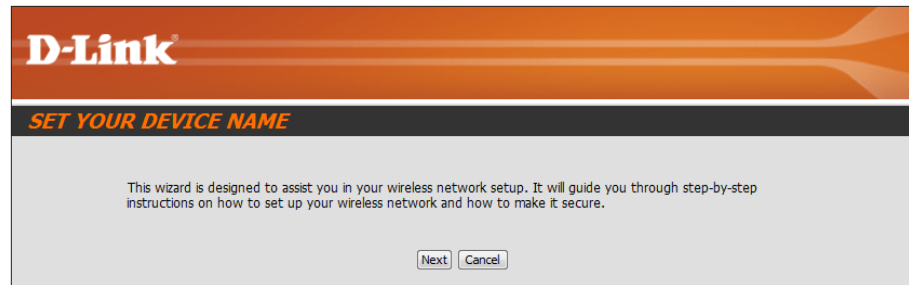 D-Link®
SET YOUR DEVICE NAME
This wizard is designed to assist you in your wireless network setup. It will guide you through step-by-step
instructions on how to set up your wireless network and how to make it secure.
Next Cancel